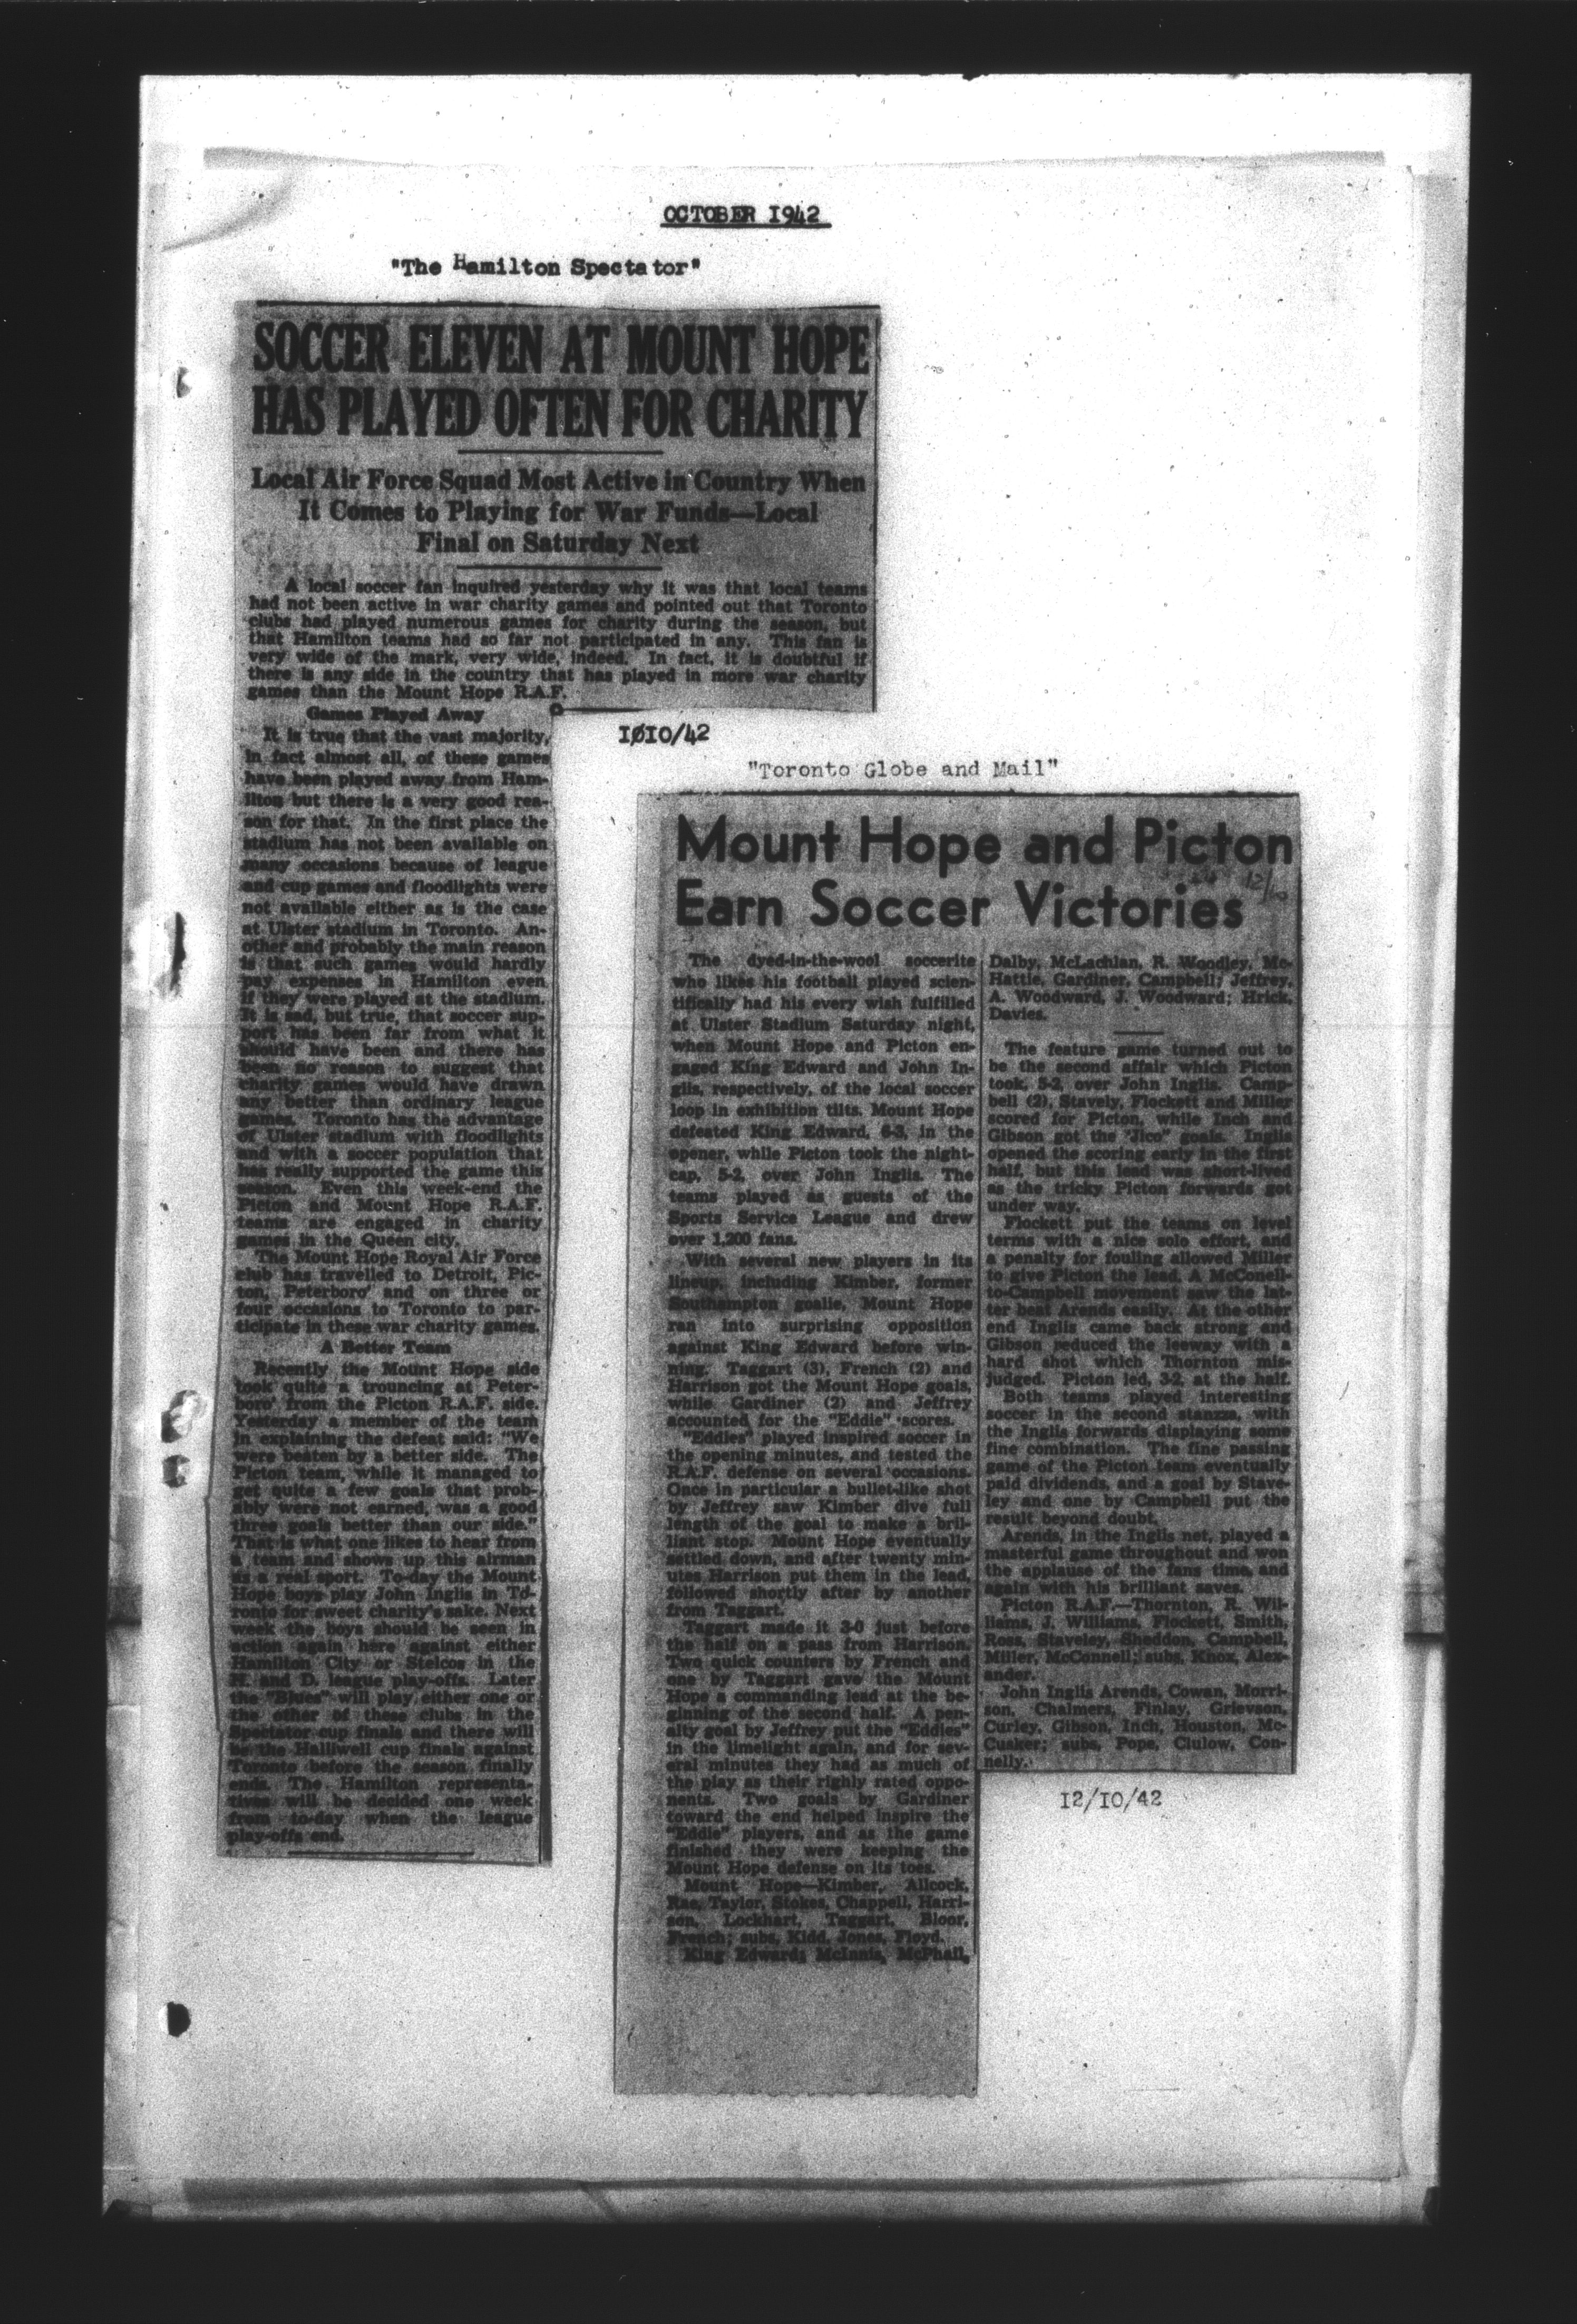 OCTOBER 1942
"The Hamilton Spectator"
SOCCER ELEVEN AT MOUNT HOPE
HAS PLAYED OFTEN FOR CHARITY
Local Air Force Squad Most Active in Country When
It Comes to Playing for War Funds—Local
Final on Saturday Next
A local soccer fan inquired yesterday why it was that local teams
had not been active in war charity games and pointed out that Toronto
clubs had played numerous games for charity during the season, but
that Hamilton teams had so far not participated in any. This fan is
very wide of the mark, very wide, indeed. In fact, it is doubtful if
there is any side in the country that has played in more war charity
games than the Mount Hope R.A.F.
Games Played Away
It is true that the vast majority,
in fact almost all, of these games
have been played away from Ham-
ilton but there is a very good rea-
son for that. In the first place the
stadium has not been available on
many occasions because of league
and cup games and floodlights were
not available either as is the case
at Ulster stadium in Toronto. An-
other and probably the main reason
is that such games would hardly
pay expenses in Hamilton even
if they were played at the stadium.
It is sad, but true, that soccer sup-
port has been far from what it
should have been and there has
been no reason to suggest that
charity games would have drawn
any better than ordinary league
games. Toronto has the advantage
of Ulster stadium with floodlights
and with a soccer population that
has really supported the game this
season. Even this week-end the
Picton and Mount Hope R.A.F.
teams are engaged in charity
games in the Queen city.
The Mount Hope Royal Air Force
club has travelled to Detroit, Pic-
ton, Peterboro' and on three or
four occasions to Toronto to par-
ticipate in these war charity games.
A Better Team
Recently the Mount Hope side
took quite a trouncing at Peter-
boro' from the Picton R.A.F. side.
Yesterday a member of the team
in explaining the defeat said: "We
were beaten by a better side. The
Picton team, while it managed to
get quite a few goals that prob-
ably were not earned, was a good
three goals better than our side."
That is what one likes to hear from
a team and shows up this airman
as a real sport. To-day the Mount
Hope boys play John Inglis in To-
ronto for sweet charity's sake. Next
week the boys should be seen in
action again here against either
Hamilton City or Stelcos in the
H. and D. league play-offs. Later
the "Blues" will play either one or
the other of these clubs in the
Spectator cup finals and there will
be the Halliwell cup finals against
Toronto before the season finally
ends. The Hamilton representa-
tives will be decided one week
from to-day when the league
play-offs end.
IØIO/42
"Toronto Globe and Mail"
Mount Hope and Picton
Earn Soccer Victories
12/10
The dyed-in-the-wool soccerite
who likes his football played scien-
tifically had his every wish fulfilled
at Ulster Stadium Saturday night,
when Mount Hope and Picton en-
gaged King Edward and John In-
glis, respectively, of the local soccer
loop in exhibition tilts. Mount Hope
defeated King Edward, 6-3, in the
opener, while Picton took the night-
cap, 5-2, over John Inglis. The
teams played as guests of the
Sports Service League and drew
over 1,200 fans.
With several new players in its
lineup, including Kimber, former
Southampton goalie, Mount Hope
ran into surprising opposition
against King Edward before win-
ning. Taggart (3), French (2) and
Harrison got the Mount Hope goals,
while Gardiner (2) and Jeffrey
accounted for the "Eddie" scores.
"Eddies" played inspired soccer in
the opening minutes, and tested the
R.A.F. defense on several occasions.
Once in particular a bullet-like shot
by Jeffrey saw Kimber dive full
length of the goal to make a bril-
liant stop. Mount Hope eventually
settled down, and after twenty min-
utes Harrison put them in the lead,
followed shortly after by another
from Taggart.
Taggart made it 3-0 just before
the half on a pass from Harrison.
Two quick counters by French and
one by Taggart gave the Mount
Hope a commanding lead at the be-
ginning of the second half. A pen-
alty goal by Jeffrey put the "Eddies"
in the limelight again, and for sev-
eral minutes they had as much of
the play as their highly rated oppo-
nents. Two goals by Gardiner
toward the end helped inspire the
"Eddie" players, and as the game
finished they were keeping the
Mount Hope defense on its toes.
Mount Hope—Kimber, Allcock,
Rae, Taylor, Stokes, Chappell, Harri-
son, Lockhart, Taggart, Bloor,
French; subs, Kidd, Jones, Floyd.
King Edward: McInnis, McPhail,
Dalby, McLachlan, R. Woodley, Mc-
Hattie, Gardiner, Campbell; Jeffrey,
A. Woodward, J. Woodward; Hrick,
Davies.
The feature game turned out to
be the second affair which Picton
took, 5-2, over John Inglis. Camp-
bell (2), Stavely, Flockett and Miller
scored for Picton, while Inch and
Gibson got the "Jico" goals. Inglis
opened the scoring early in the first
half, but this lead was short-lived
as the tricky Picton forwards got
under way.
Flockett put the teams on level
terms with a nice solo effort, and
a penalty for fouling allowed Miller
to give Picton the lead. A McConell-
to-Campbell movement saw the lat-
ter beat Arends easily. At the other
end Inglis came back strong and
Gibson reduced the leeway with a
hard shot which Thornton mis-
judged. Picton led, 3-2, at the half.
Both teams played interesting
soccer in the second stanzza, with
the Inglis forwards displaying some
fine combination. The fine passing
game of the Picton team eventually
paid dividends, and a goal by Stave-
ley and one by Campbell put the
result beyond doubt.
Arends, in the Inglis net, played a
masterful game throughout and won
the applause of the fans time and
again with his brilliant saves.
Picton R.A.F.—Thornton, R. Wil-
liams, J. Williams, Flockett, Smith,
Ross, Staveley, Sheddon, Campbell,
Miller, McConnell; subs, Knox, Alex-
ander.
John Inglis Arends, Cowan, Morri-
son, Chalmers, Finlay, Grievson,
Curley, Gibson, Inch, Houston, Mc-
Cusker; subs, Pope, Clulow, Con-
nelly.
I2/IO/42